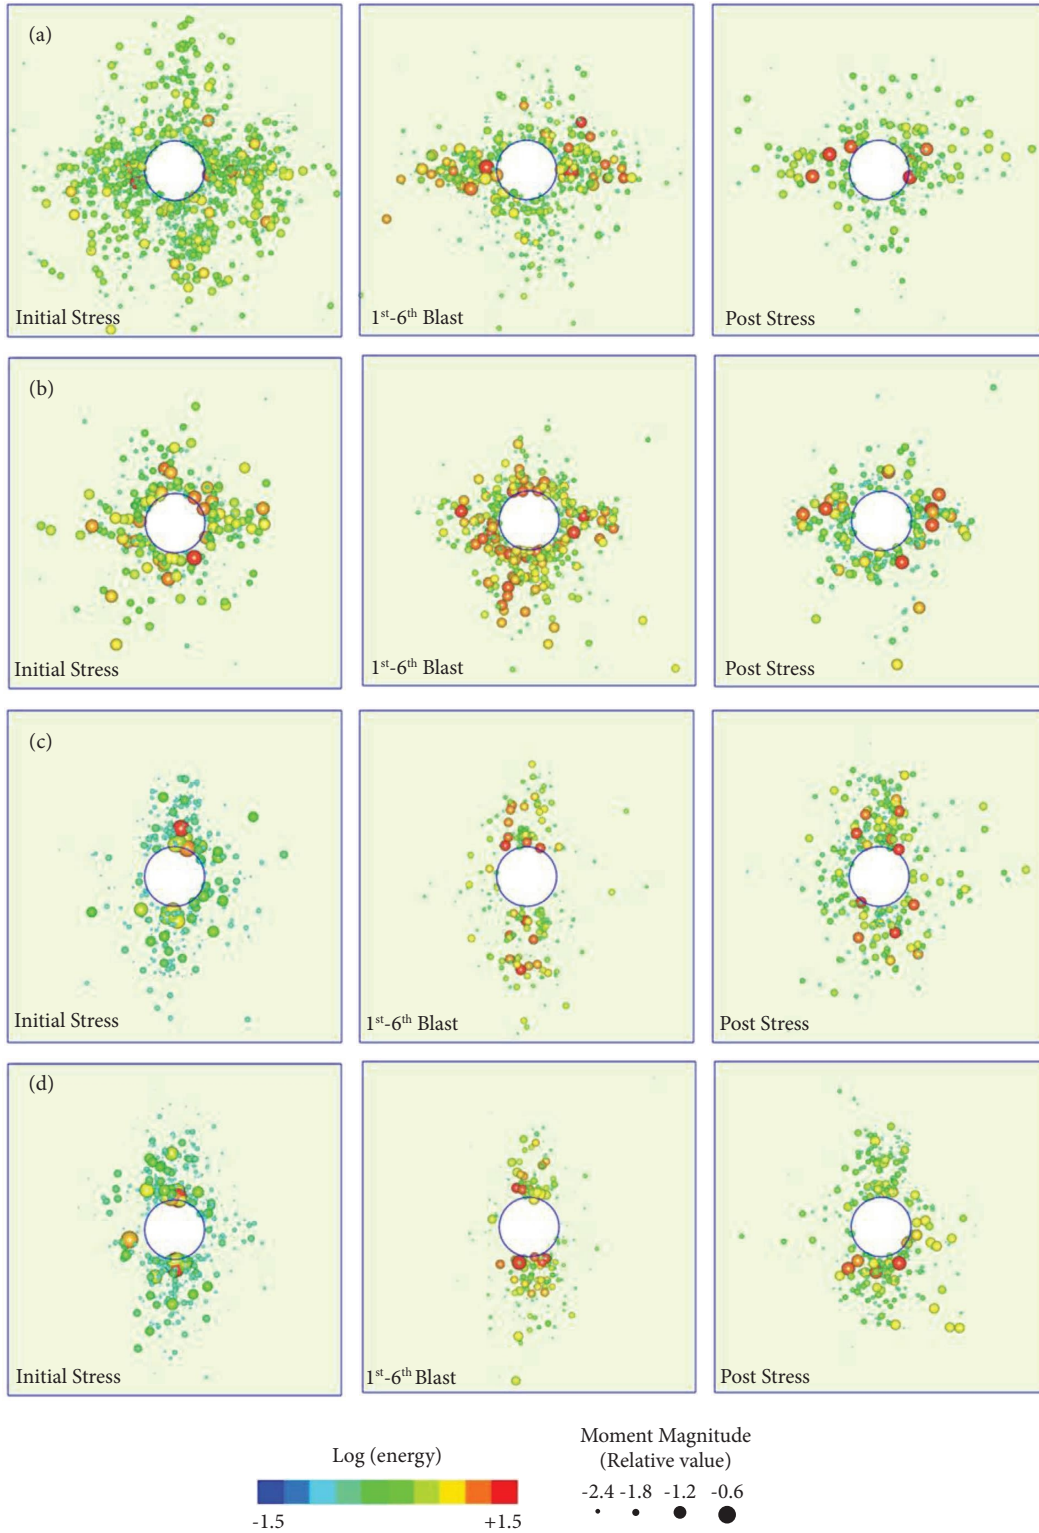 (a)
Initial Stress
1st-6th Blast
Post Stress
(b)
Initial Stress
1st-6th Blast
Post Stress
(c)
Initial Stress
1st-6th Blast
Post Stress
(d)
Initial Stress
1st-6th Blast
Post Stress
Log (energy)
-1.5
+1.5
Moment Magnitude
(Relative value)
-2.4 -1.8 -1.2 -0.6